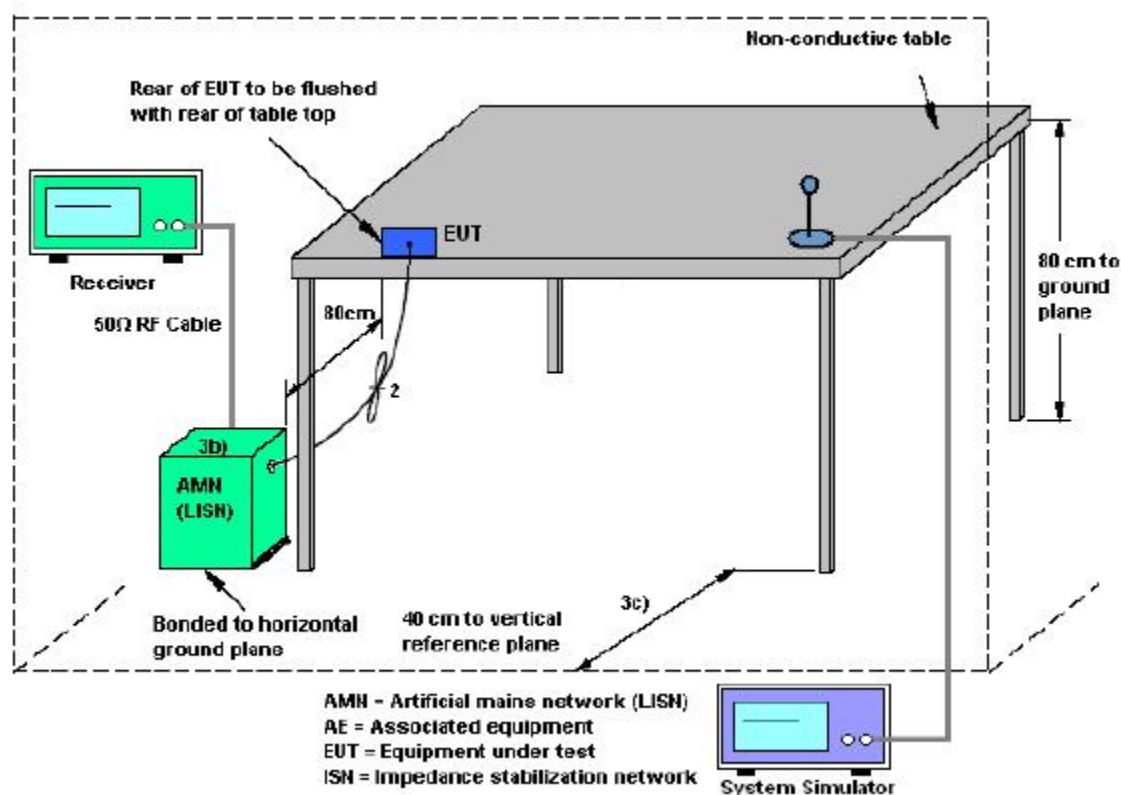 Non-conductive table
Rear of EUT to be flushed
with rear of table top
EUT
Receiver
80 cm to
ground
plane
80cm
50Ω RF Cable
2
3b)
AMN
(LISN)
3c)
Bonded to horizontal
ground plane
40 cm to vertical
reference plane
AMN = Artificial mains network (LISN)
AE = Associated equipment
EUT = Equipment under test
ISN = Impedance stabilization network
System Simulator